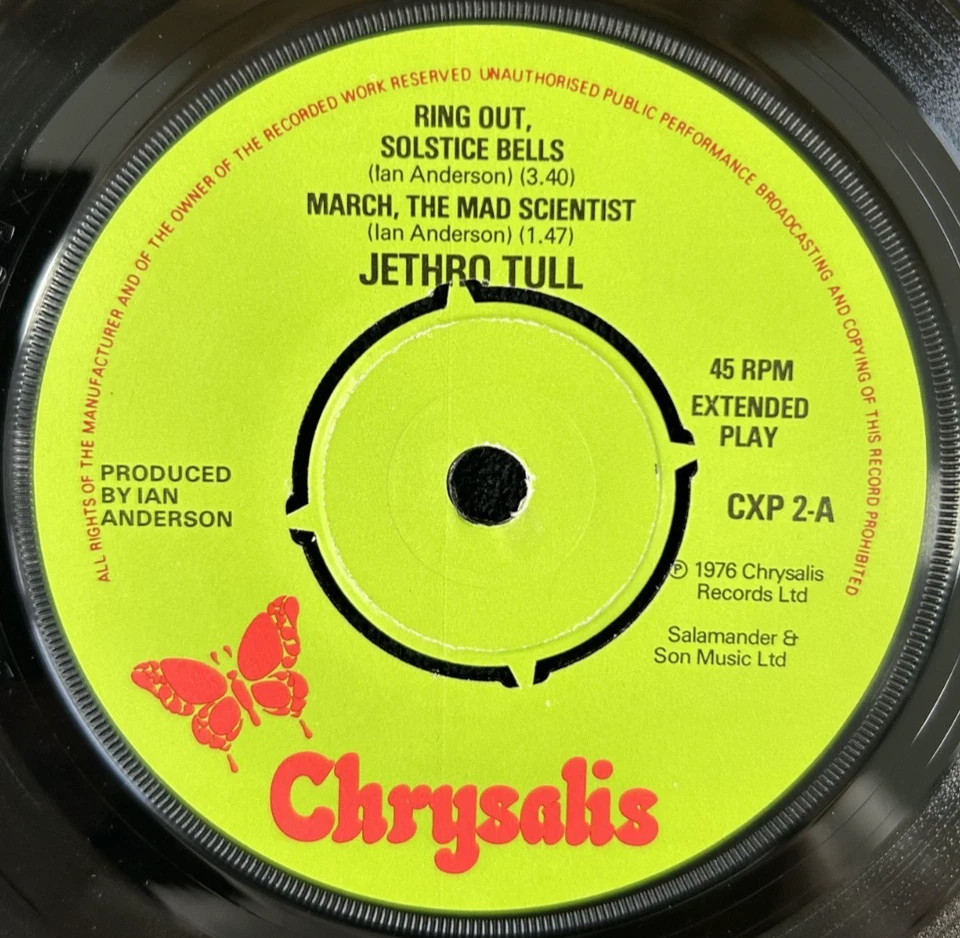 ALL RIGHTS OF THE MANUFACTURER AND OF THE OWNER OF THE RECORDED WORK RESERVED UNAUTHORISED PUBLIC PERFORMANCE BROADCASTING AND COPYING OF THIS RECORD PROHIBITED
RING OUT,
SOLSTICE BELLS
(Ian Anderson) (3.40)
MARCH, THE MAD SCIENTIST
(Ian Anderson) (1.47)
JETHRO TULL
45 RPM
EXTENDED
PLAY
PRODUCED
BY IAN
ANDERSON
CXP 2-A
℗ 1976 Chrysalis
Records Ltd
Salamander &
Son Music Ltd
Chrysalis